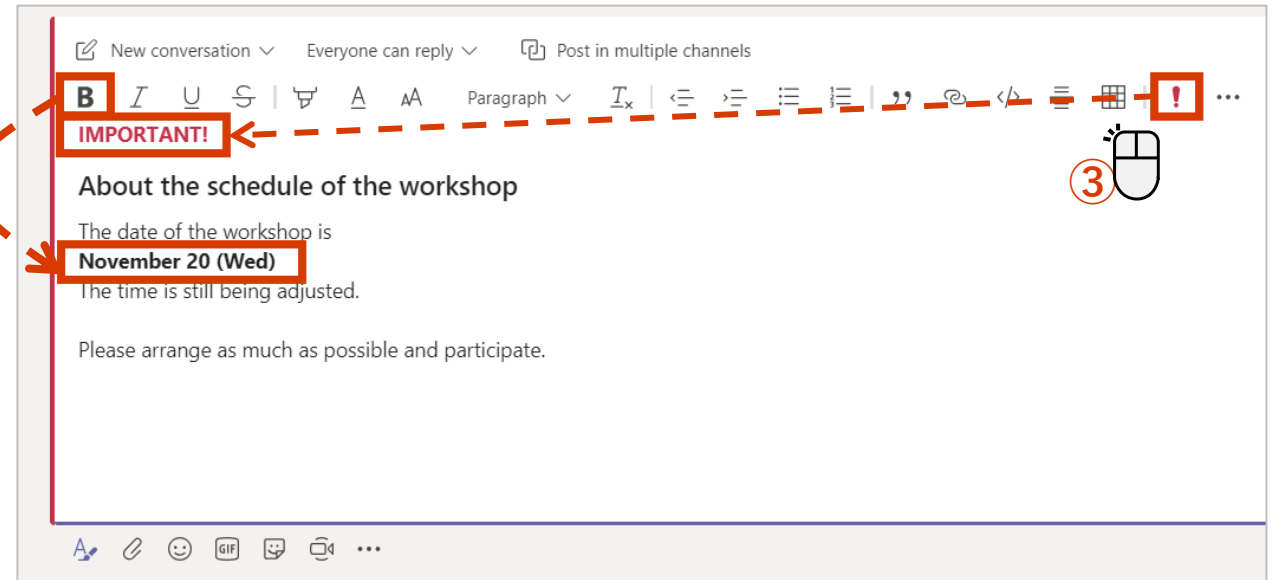 New conversation Everyone can reply Post in multiple channels
B I U S A AA Paragraph Tx
IMPORTANT!
③
About the schedule of the workshop
The date of the workshop is
November 20 (Wed)
The time is still being adjusted.
Please arrange as much as possible and participate.
GIF